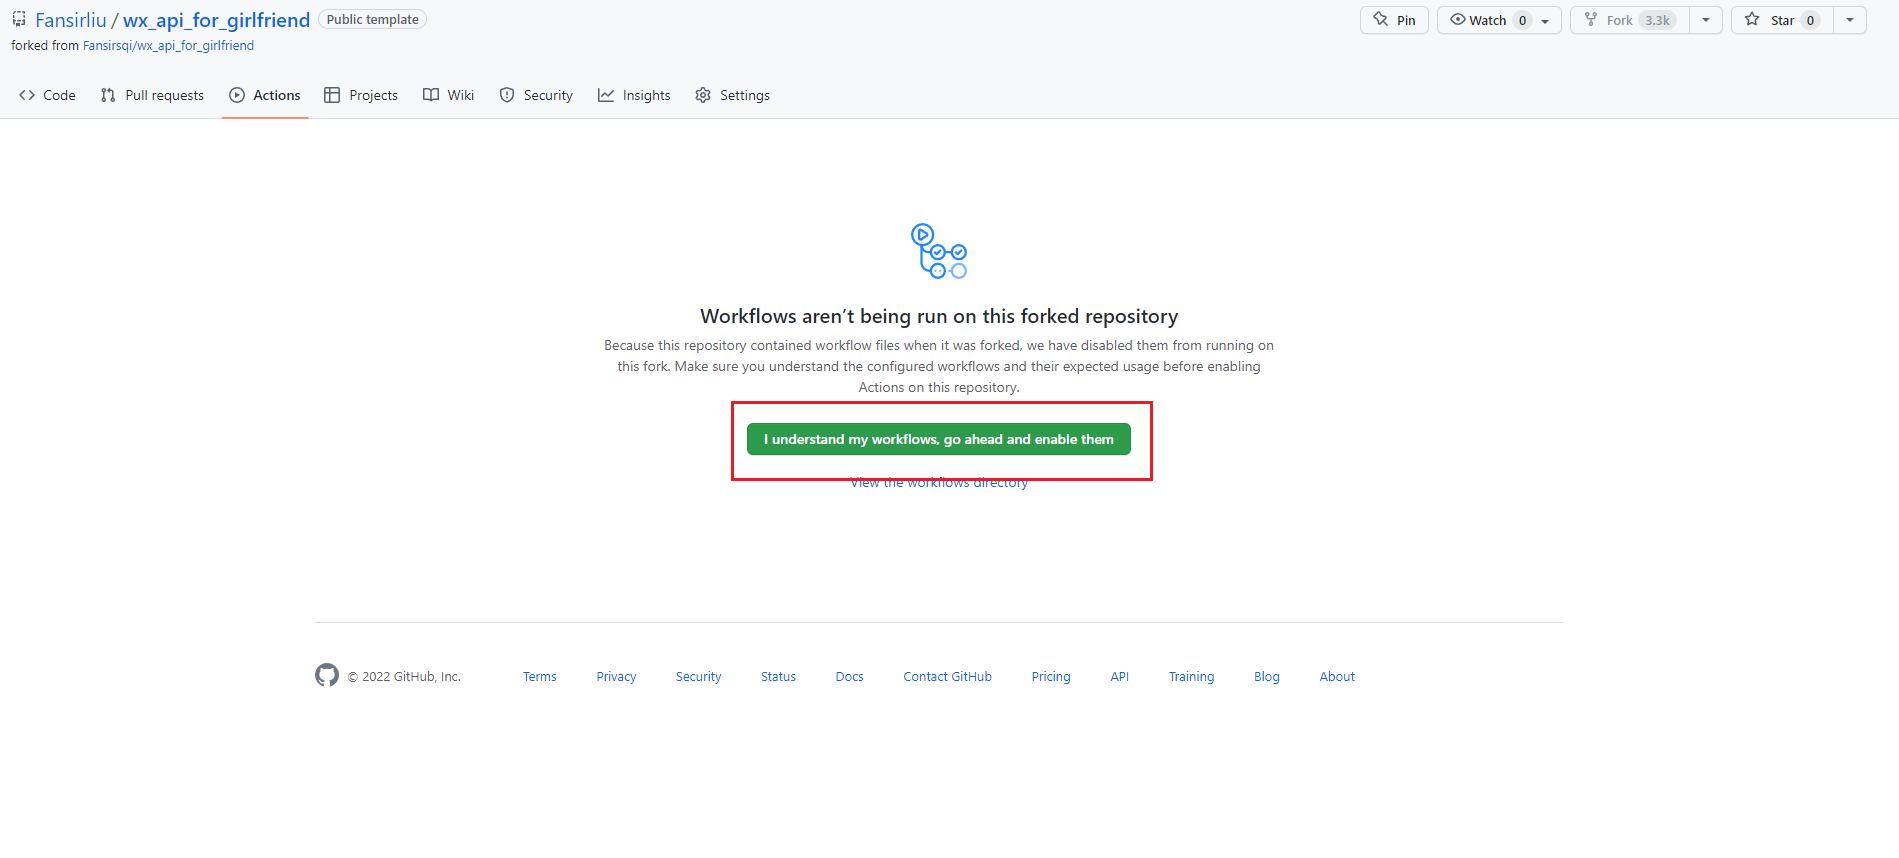 Fansirliu / wx_api_for_girlfriend Public template
Pin Watch 0 Fork 3.3k Star 0
forked from Fansirsqi/wx_api_for_girlfriend
Code Pull requests Actions Projects Wiki Security Insights Settings
Workflows aren’t being run on this forked repository
Because this repository contained workflow files when it was forked, we have disabled them from running on
this fork. Make sure you understand the configured workflows and their expected usage before enabling
Actions on this repository.
I understand my workflows, go ahead and enable them
View the workflows directory
© 2022 GitHub, Inc. Terms Privacy Security Status Docs Contact GitHub Pricing API Training Blog About